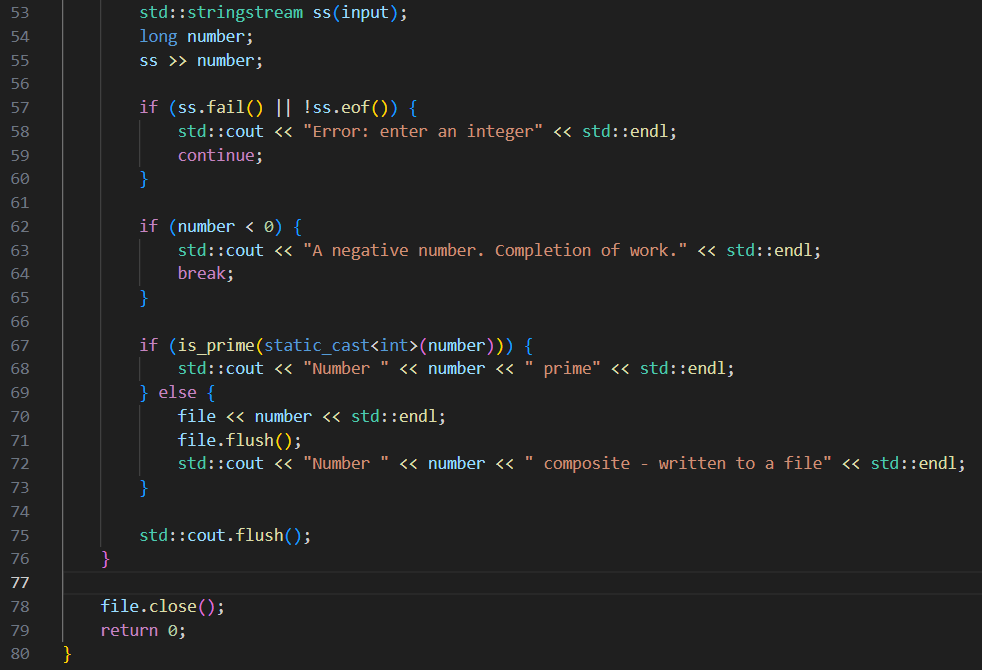 53 std::stringstream ss(input);
54 long number;
55 ss >> number;
56
57 if (ss.fail() || !ss.eof()) {
58 std::cout << "Error: enter an integer" << std::endl;
59 continue;
60 }
61
62 if (number < 0) {
63 std::cout << "A negative number. Completion of work." << std::endl;
64 break;
65 }
66
67 if (is_prime(static_cast<int>(number))) {
68 std::cout << "Number " << number << " prime" << std::endl;
69 } else {
70 file << number << std::endl;
71 file.flush();
72 std::cout << "Number " << number << " composite - written to a file" << std::endl;
73 }
74
75 std::cout.flush();
76 }
77
78 file.close();
79 return 0;
80 }